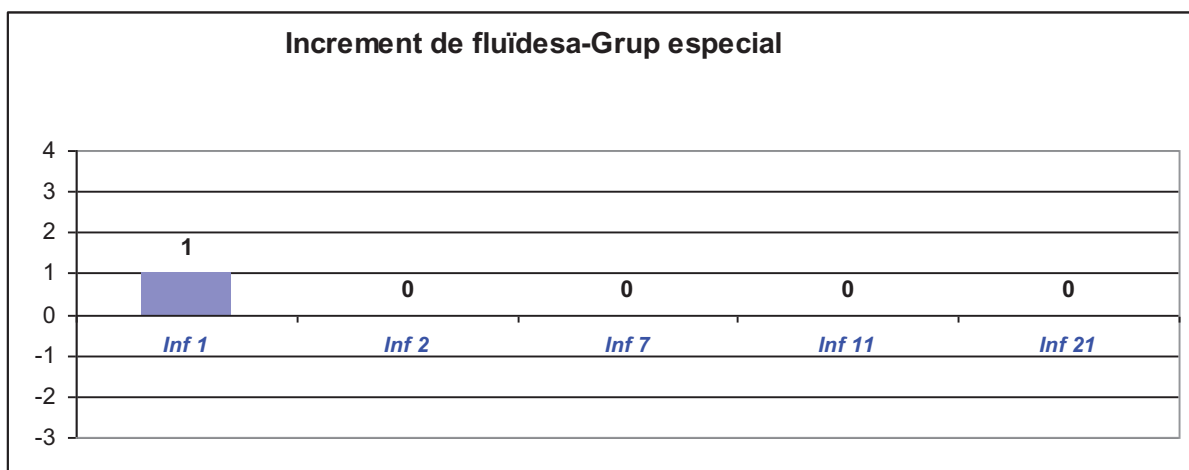 Increment de fluïdesa-Grup especial
4
3
2
1
0
-1
-2
-3
1
0
0
0
0
Inf 1
Inf 2
Inf 7
Inf 11
Inf 21